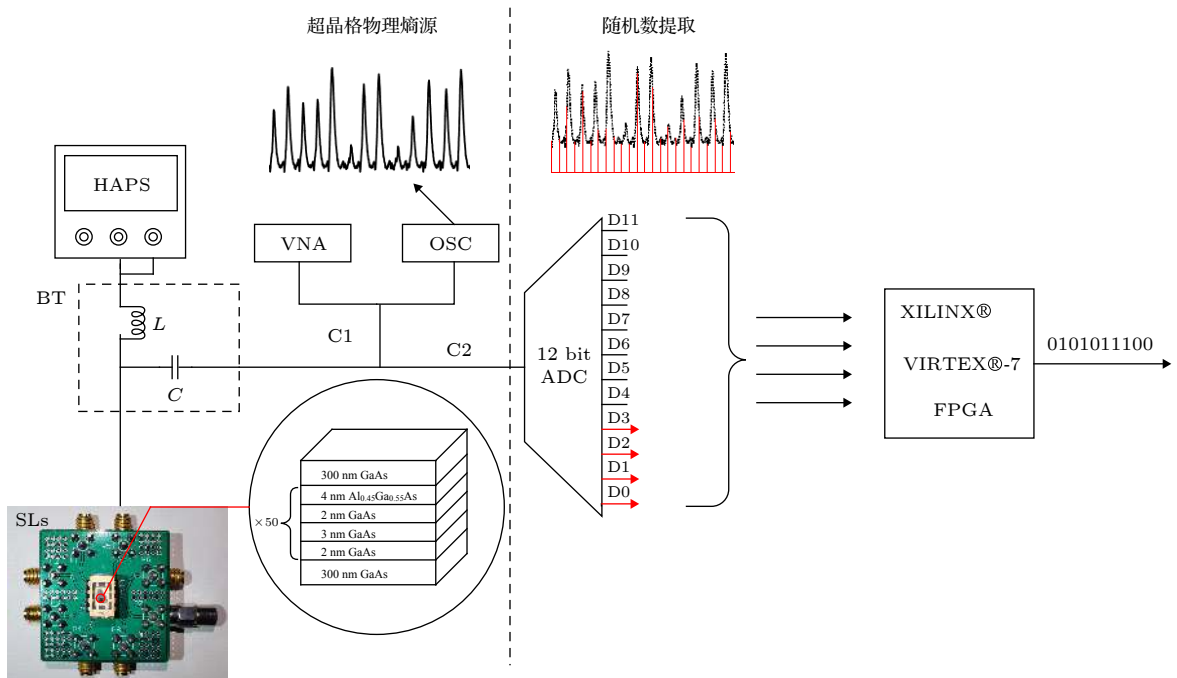 超晶格物理熵源
随机数提取
HAPS
VNA
OSC
BT
L
C
C1
C2
12 bit
ADC
D11
D10
D9
D8
D7
D6
D5
D4
D3
D2
D1
D0
XILINX®
VIRTEX®-7
FPGA
0101011100
SLs
300 nm GaAs
4 nm Al0.45Ga0.55As
×50
2 nm GaAs
3 nm GaAs
2 nm GaAs
300 nm GaAs